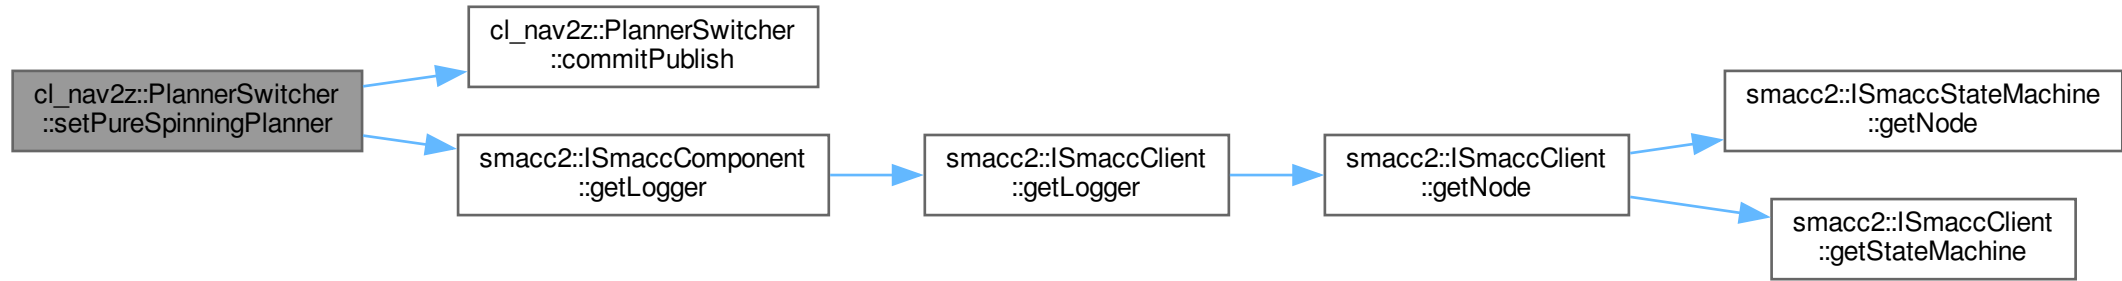 cl_nav2z::PlannerSwitcher
::setPureSpinningPlanner
cl_nav2z::PlannerSwitcher
::commitPublish
smacc2::ISmaccComponent
::getLogger
smacc2::ISmaccClient
::getLogger
smacc2::ISmaccClient
::getNode
smacc2::ISmaccStateMachine
::getNode
smacc2::ISmaccClient
::getStateMachine